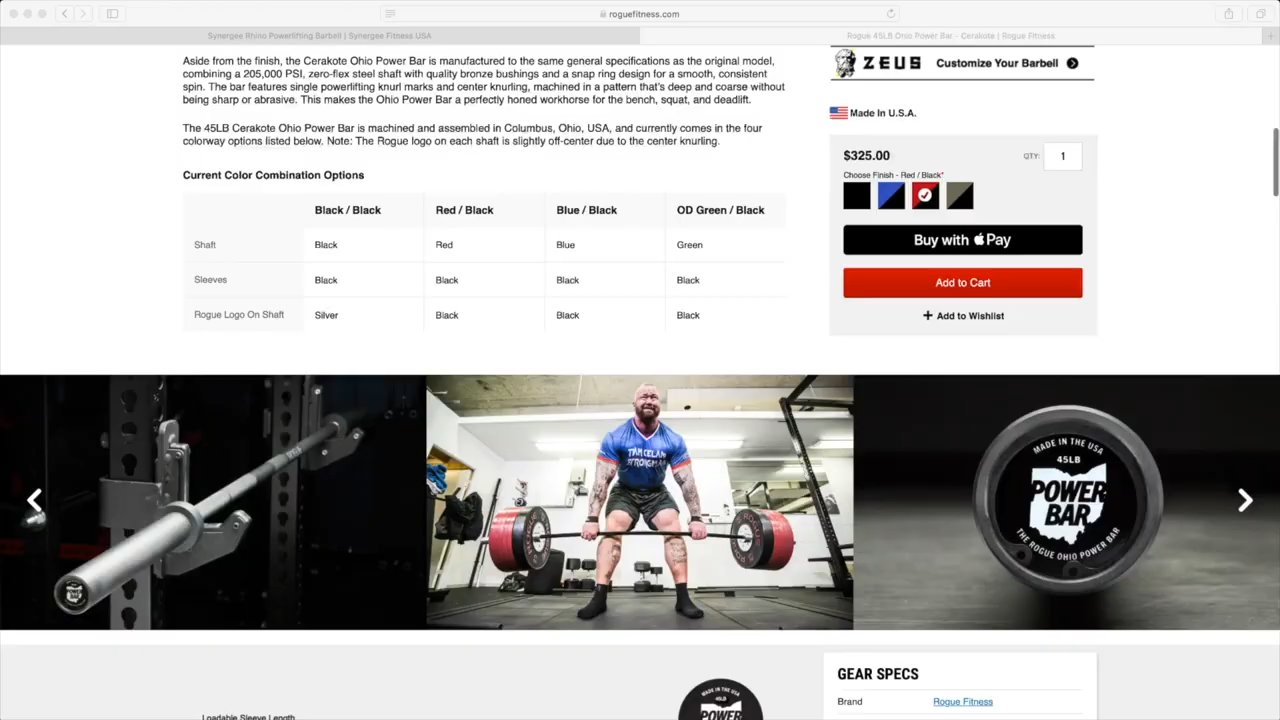 roguefitness.com
Synergee Rhino Powerlifting Barbell | Synergee Fitness USA
Rogue 45LB Ohio Power Bar - Cerakote | Rogue Fitness
Aside from the finish, the Cerakote Ohio Power Bar is manufactured to the same general specifications as the original model,
combining a 205,000 PSI, zero-flex steel shaft with quality bronze bushings and a snap ring design for a smooth, consistent
spin. The bar features single powerlifting knurl marks and center knurling, machined in a pattern that's deep and coarse without
being sharp or abrasive. This makes the Ohio Power Bar a perfectly honed workhorse for the bench, squat, and deadlift.
The 45LB Cerakote Ohio Power Bar is machined and assembled in Columbus, Ohio, USA, and currently comes in the four
colorway options listed below. Note: The Rogue logo on each shaft is slightly off-center due to the center knurling.
Current Color Combination Options
Black / Black Red / Black Blue / Black OD Green / Black
Shaft Black Red Blue Green
Sleeves Black Black Black Black
Rogue Logo On Shaft Silver Black Black Black
ZEUS Customize Your Barbell
Made In U.S.A.
$325.00 QTY: 1
Choose Finish - Red / Black*
Buy with Pay
Add to Cart
+ Add to Wishlist
TEAM CELAN
STRONGMAN
MADE IN THE USA
45LB
POWER
BAR
THE ROGUE OHIO POWER BAR
Loadable Sleeve Length
MADE IN THE USA
45LB
POWER
GEAR SPECS
Brand Rogue Fitness